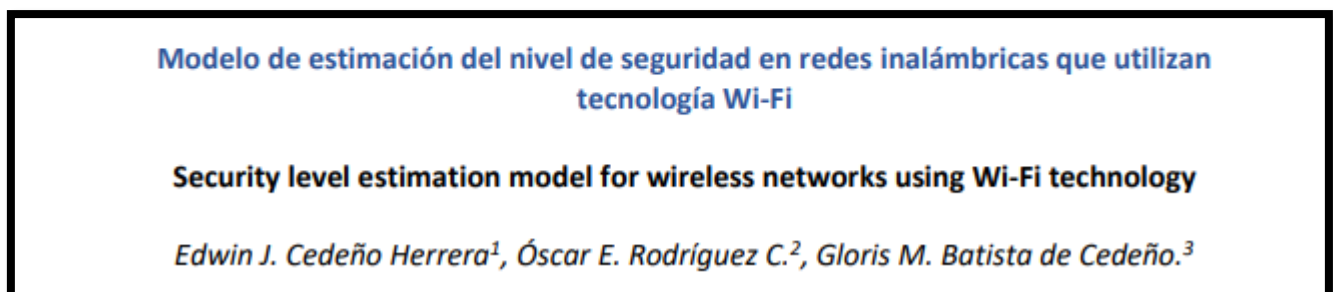 Modelo de estimación del nivel de seguridad en redes inalámbricas que utilizan
tecnología Wi-Fi
Security level estimation model for wireless networks using Wi-Fi technology
Edwin J. Cedeño Herrera¹, Óscar E. Rodríguez C.², Gloris M. Batista de Cedeño.³